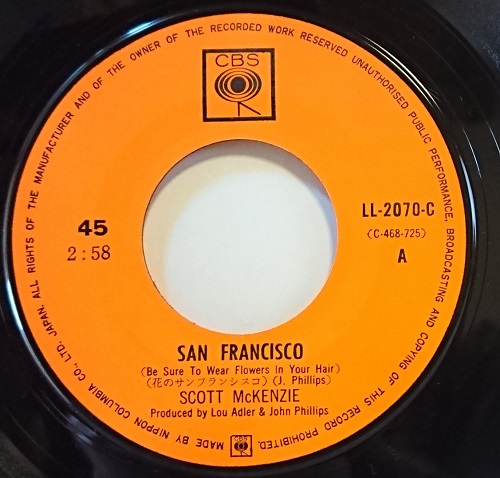 CBS
45
2:58
LL-2070-C
(C-468-725)
A
SAN FRANCISCO
(Be Sure To Wear Flowers In Your Hair)
(花のサンフランシスコ) (J. Phillips)
SCOTT McKENZIE
Produced by Lou Adler & John Phillips
MADE BY NIPPON COLUMBIA CO., LTD. JAPAN. ALL RIGHTS OF THE MANUFACTURER AND OF THE OWNER OF THE RECORDED WORK RESERVED UNAUTHORISED PUBLIC PERFORMANCE, BROADCASTING AND COPYING OF THIS RECORD PROHIBITED.